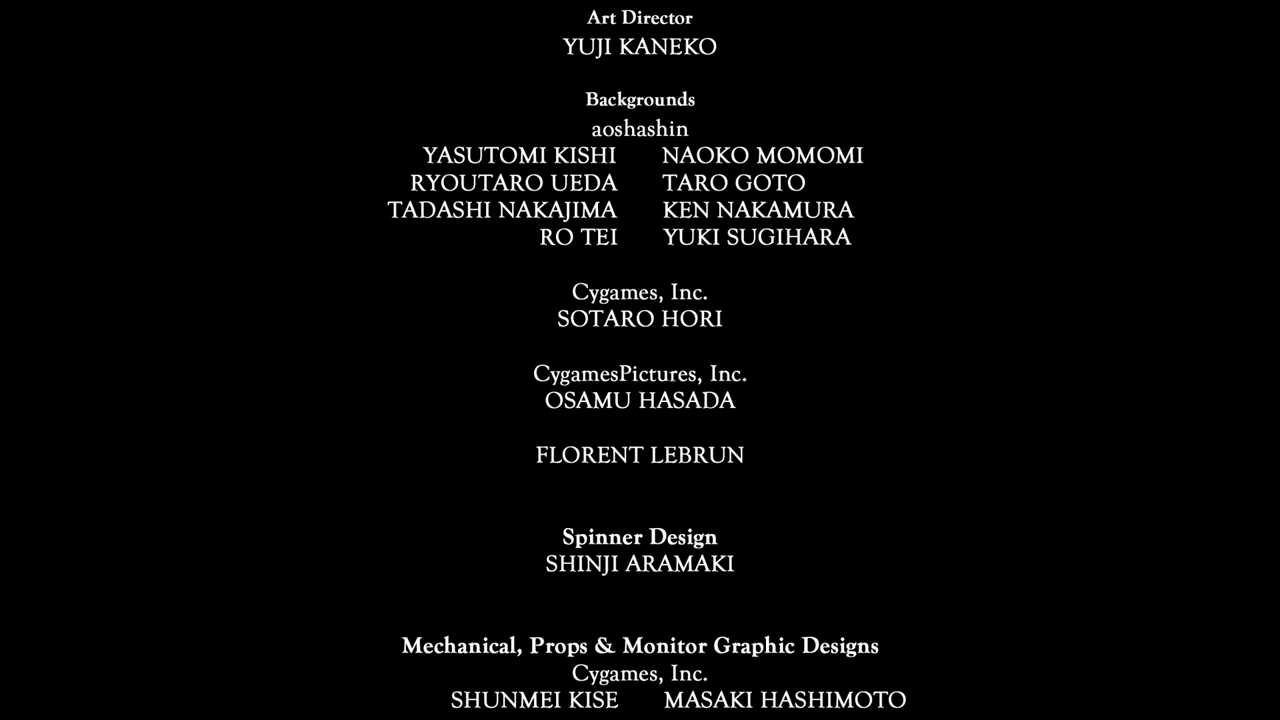 Art Director
YUJI KANEKO
Backgrounds
aoshashin
YASUTOMI KISHI NAOKO MOMOMI
RYOUTARO UEDA TARO GOTO
TADASHI NAKAJIMA KEN NAKAMURA
RO TEI YUKI SUGIHARA
Cygames, Inc.
SOTARO HORI
CygamesPictures, Inc.
OSAMU HASADA
FLORENT LEBRUN
Spinner Design
SHINJI ARAMAKI
Mechanical, Props & Monitor Graphic Designs
Cygames, Inc.
SHUNMEI KISE MASAKI HASHIMOTO